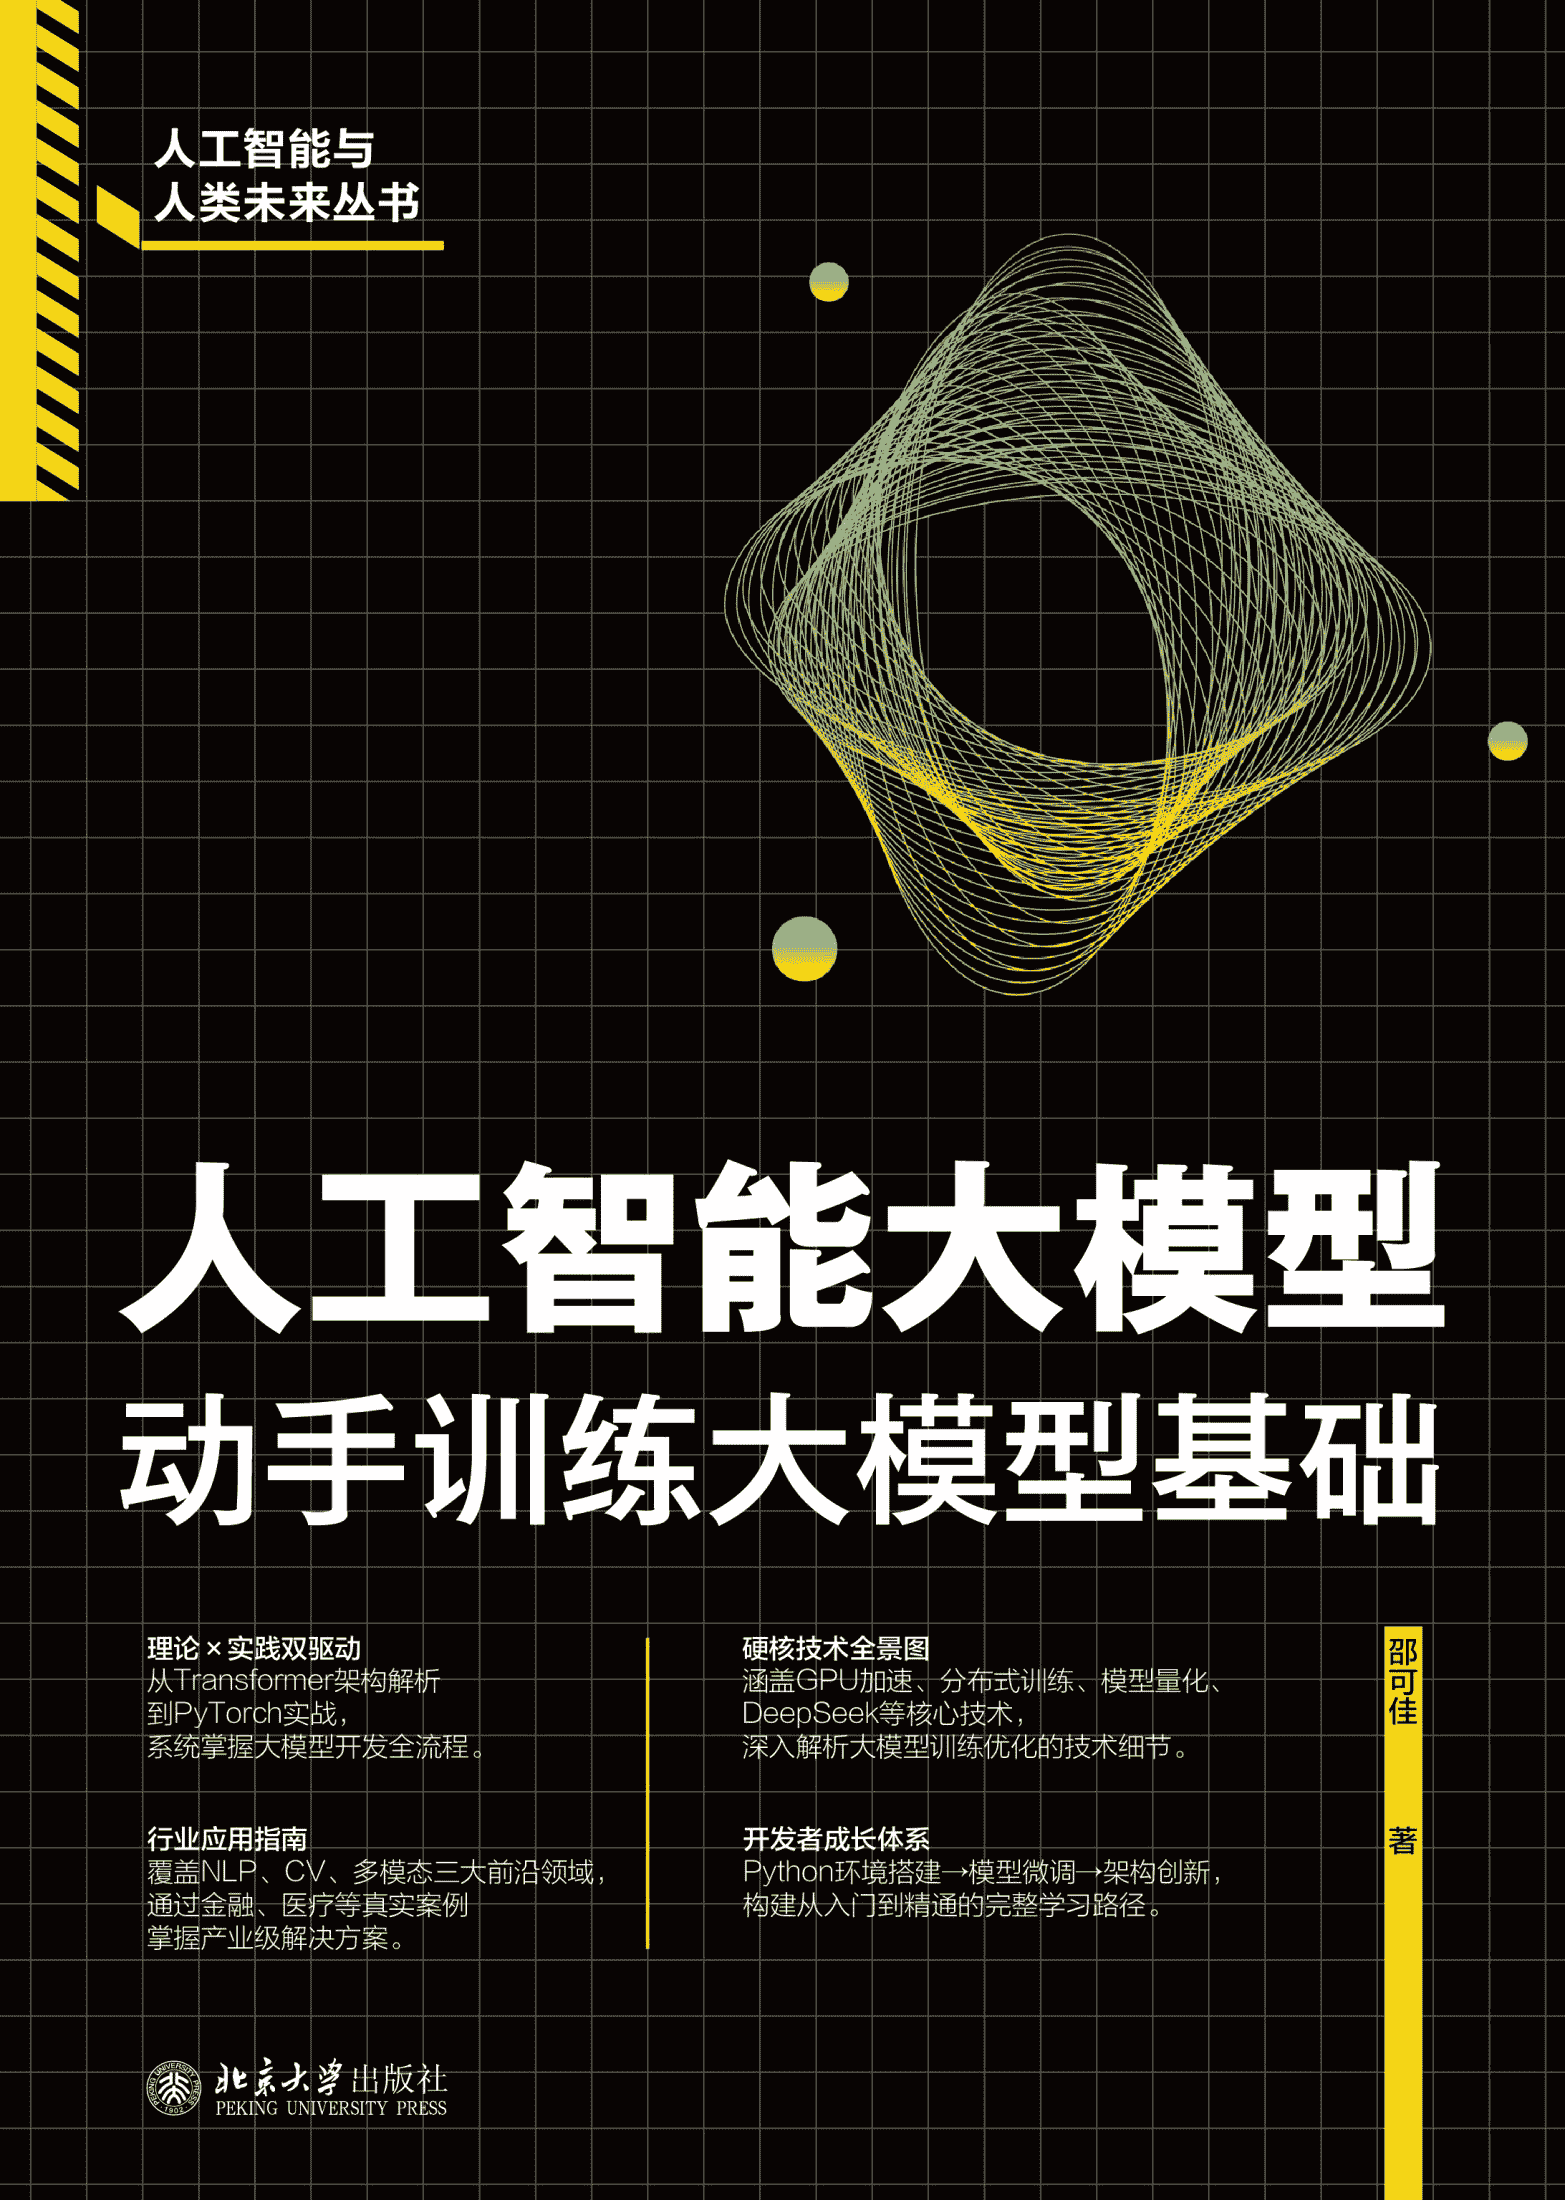 人工智能与
人类未来丛书
人工智能大模型
动手训练大模型基础
理论×实践双驱动
从Transformer架构解析
到PyTorch实战，
系统掌握大模型开发全流程。
行业应用指南
覆盖NLP、CV、多模态三大前沿领域，
通过金融、医疗等真实案例
掌握产业级解决方案。
硬核技术全景图
涵盖GPU加速、分布式训练、模型量化、
DeepSeek等核心技术，
深入解析大模型训练优化的技术细节。
开发者成长体系
Python环境搭建→模型微调→架构创新，
构建从入门到精通的完整学习路径。
邵可佳 著
PEKING UNIVERSITY PRESS
1902
北京大学出版社
PEKING UNIVERSITY PRESS